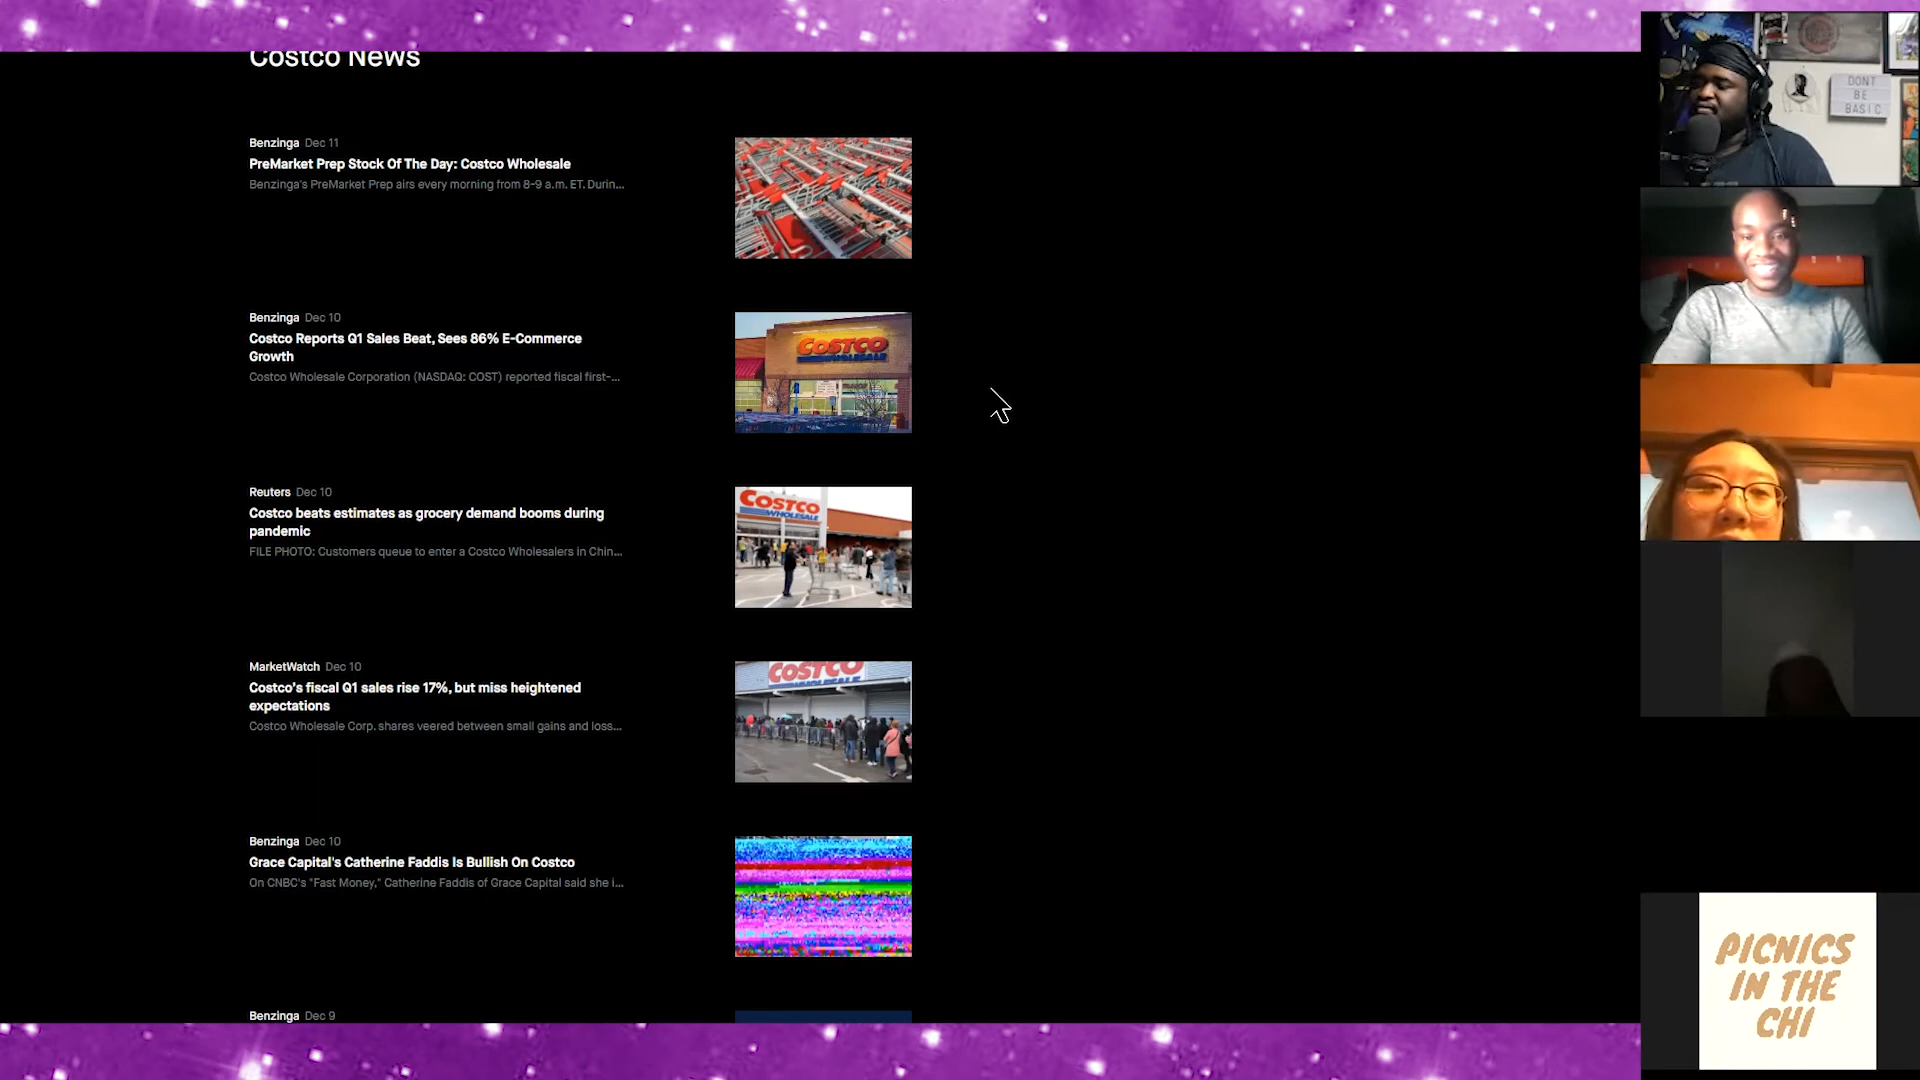 Costco News
Benzinga Dec 11
PreMarket Prep Stock Of The Day: Costco Wholesale
Benzinga's PreMarket Prep airs every morning from 8-9 a.m. ET. Durin...
Benzinga Dec 10
Costco Reports Q1 Sales Beat, Sees 86% E-Commerce
Growth
Costco Wholesale Corporation (NASDAQ: COST) reported fiscal first-...
COSTCO
WHOLESALE
Reuters Dec 10
Costco beats estimates as grocery demand booms during
pandemic
FILE PHOTO: Customers queue to enter a Costco Wholesalers in Chin...
COSTCO
WHOLESALE
MarketWatch Dec 10
Costco's fiscal Q1 sales rise 17%, but miss heightened
expectations
Costco Wholesale Corp. shares veered between small gains and loss...
COSTCO
WHOLESALE
Benzinga Dec 10
Grace Capital's Catherine Faddis Is Bullish On Costco
On CNBC's "Fast Money," Catherine Faddis of Grace Capital said she i...
Benzinga Dec 9
DONT
BE
BASIC
PICNICS
IN THE
CHI